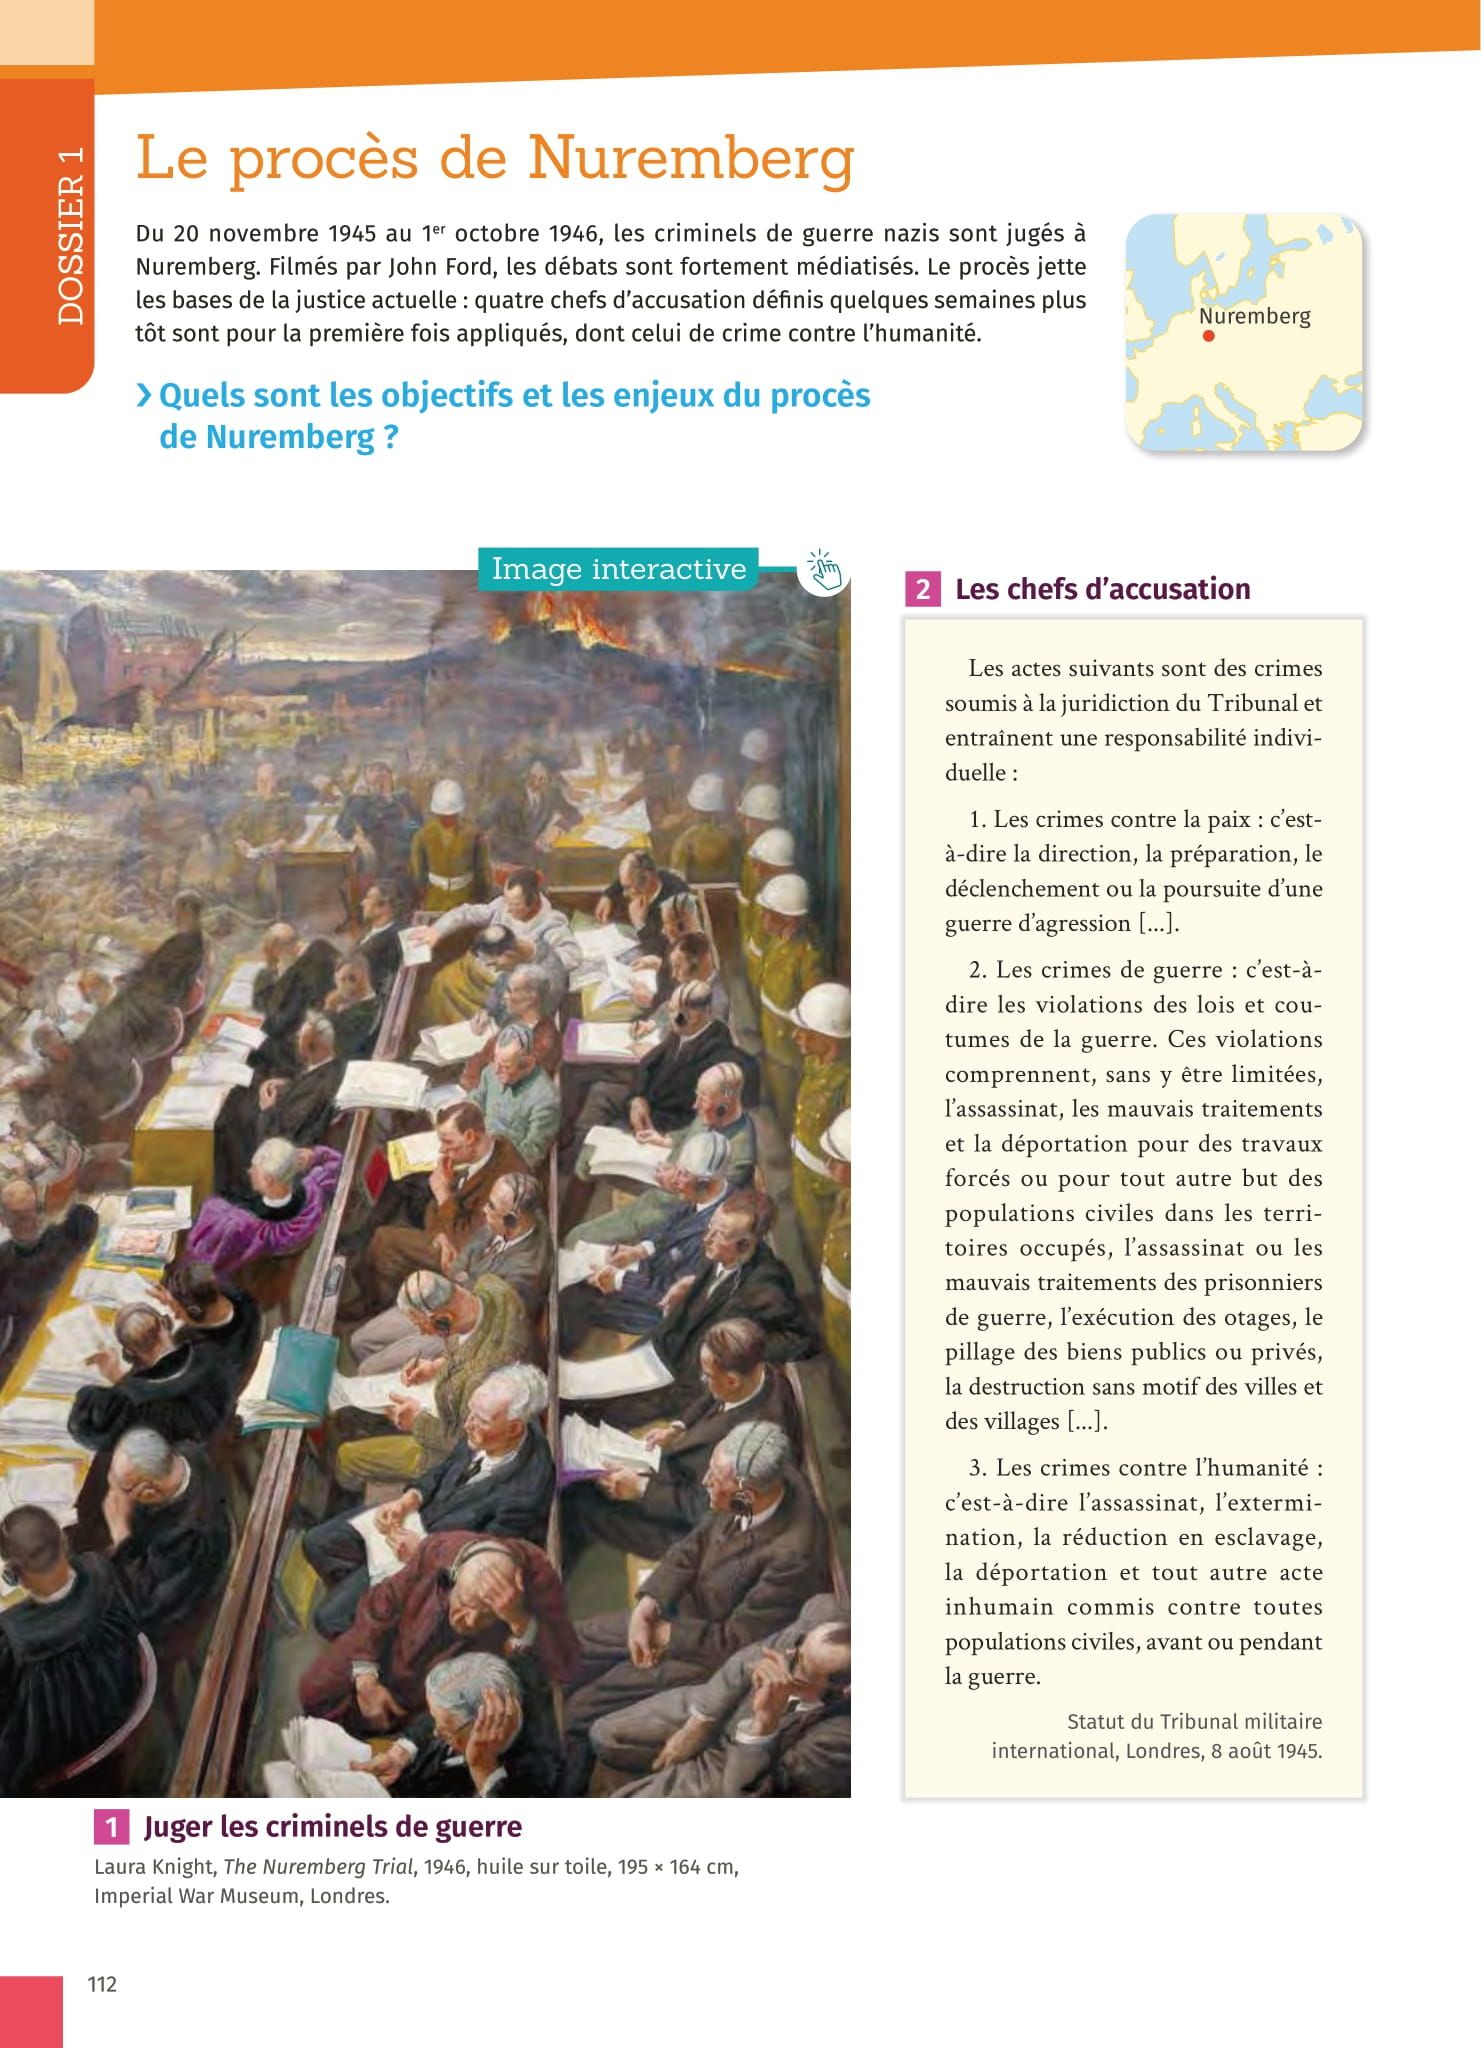 DOSSIER 1
Le procès de Nuremberg
Du 20 novembre 1945 au 1er octobre 1946, les criminels de guerre nazis sont jugés à
Nuremberg. Filmés par John Ford, les débats sont fortement médiatisés. Le procès jette
les bases de la justice actuelle : quatre chefs d’accusation définis quelques semaines plus
tôt sont pour la première fois appliqués, dont celui de crime contre l’humanité.
Nuremberg
❯ Quels sont les objectifs et les enjeux du procès
de Nuremberg ?
Image interactive
1 Juger les criminels de guerre
Laura Knight, The Nuremberg Trial, 1946, huile sur toile, 195 × 164 cm,
Imperial War Museum, Londres.
2 Les chefs d’accusation
Les actes suivants sont des crimes
soumis à la juridiction du Tribunal et
entraînent une responsabilité indivi-
duelle :
1. Les crimes contre la paix : c’est-
à-dire la direction, la préparation, le
déclenchement ou la poursuite d’une
guerre d’agression [...].
2. Les crimes de guerre : c’est-à-
dire les violations des lois et cou-
tumes de la guerre. Ces violations
comprennent, sans y être limitées,
l’assassinat, les mauvais traitements
et la déportation pour des travaux
forcés ou pour tout autre but des
populations civiles dans les terri-
toires occupés, l’assassinat ou les
mauvais traitements des prisonniers
de guerre, l’exécution des otages, le
pillage des biens publics ou privés,
la destruction sans motif des villes et
des villages [...].
3. Les crimes contre l’humanité :
c’est-à-dire l’assassinat, l’extermi-
nation, la réduction en esclavage,
la déportation et tout autre acte
inhumain commis contre toutes
populations civiles, avant ou pendant
la guerre.
Statut du Tribunal militaire
international, Londres, 8 août 1945.
112